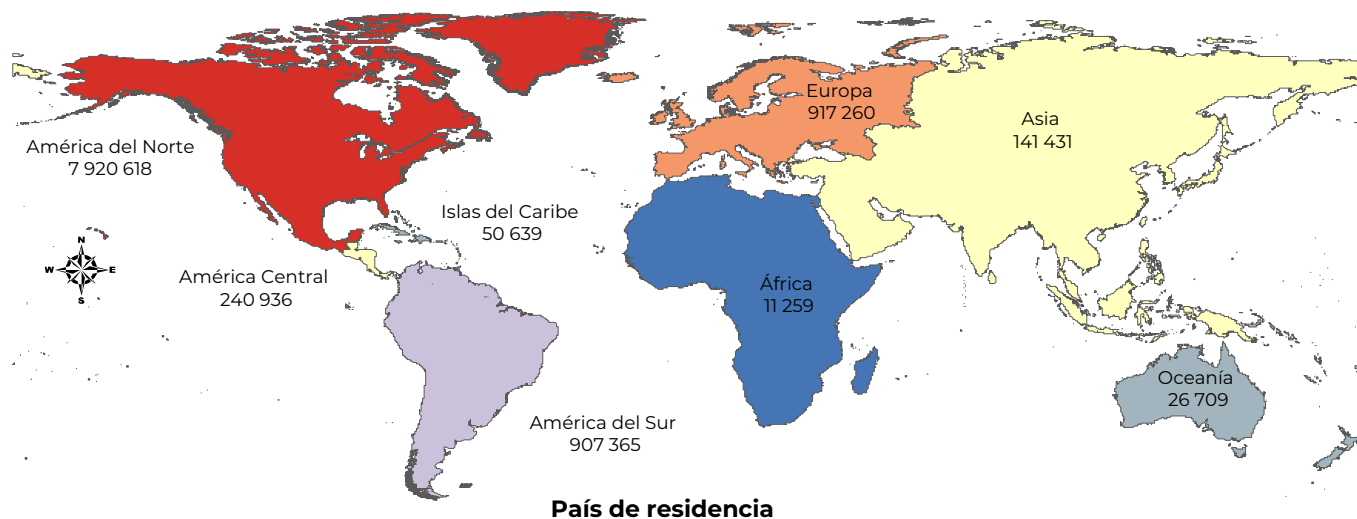 Europa
917 260
Asia
141 431
América del Norte
7 920 618
Islas del Caribe
50 639
N
W E
S
América Central
240 936
África
11 259
Oceanía
26 709
América del Sur
907 365
País de residencia